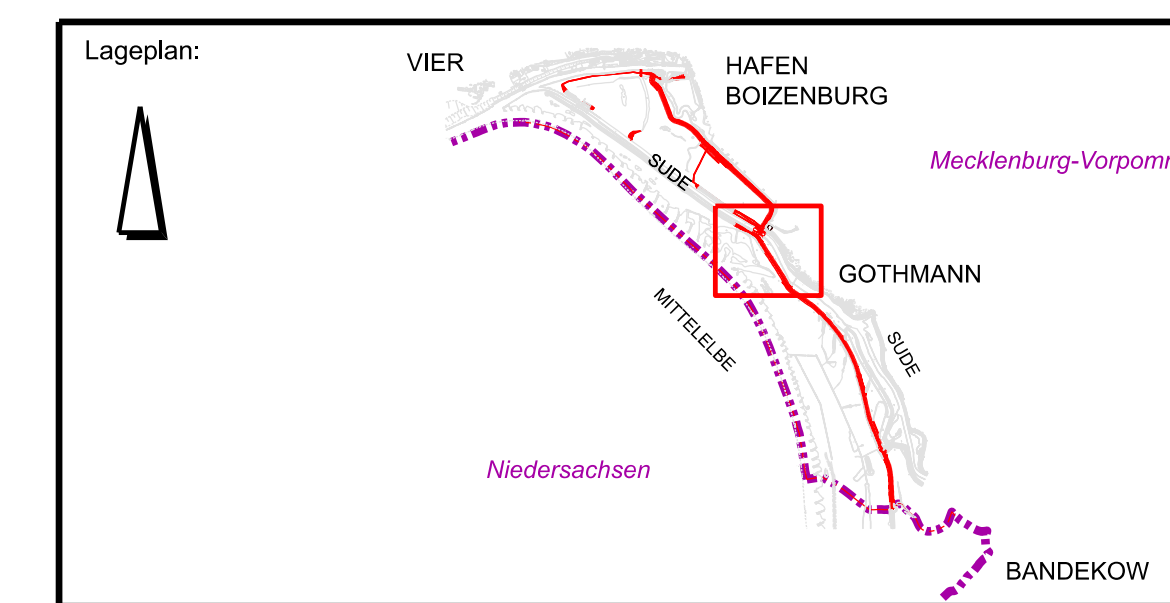 Lageplan:
VIER
HAFEN
BOIZENBURG
Mecklenburg-Vorpomm
SUDE
GOTHMANN
MITTELELBE
SUDE
Niedersachsen
BANDEKOW